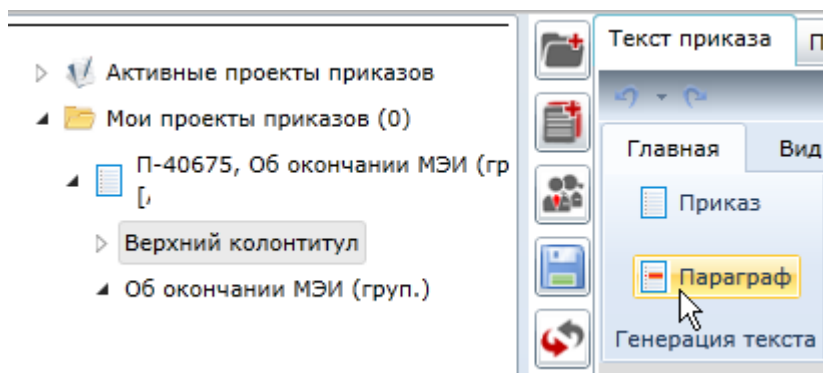 Активные проекты приказов
Мои проекты приказов (0)
П-40675, Об окончании МЭИ (гр
[,
Верхний колонтитул
Об окончании МЭИ (груп.)
Текст приказа
П
Главная
Вид
Приказ
Параграф
Генерация текста